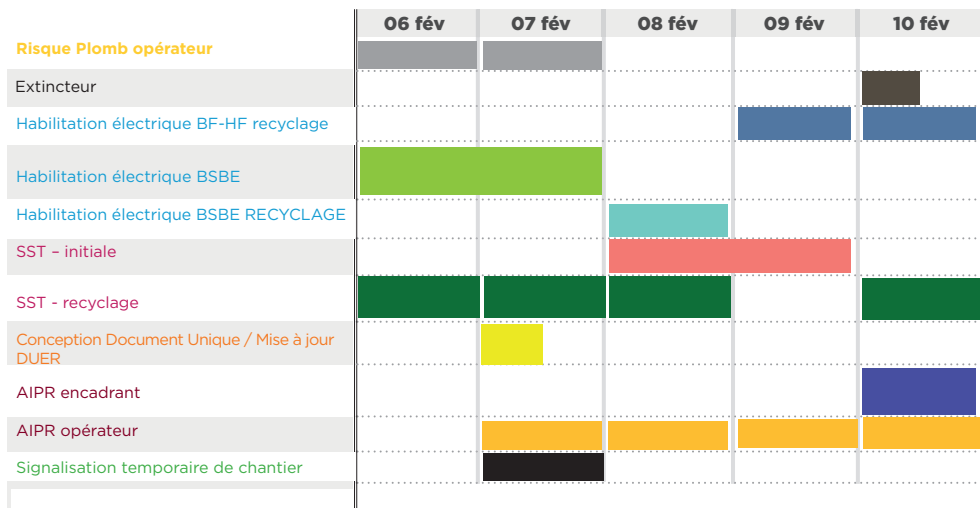 06 fév 07 fév 08 fév 09 fév 10 fév
Risque Plomb opérateur
Extincteur
Habilitation électrique BF-HF recyclage
Habilitation électrique BSBE
Habilitation électrique BSBE RECYCLAGE
SST – initiale
SST - recyclage
Conception Document Unique / Mise à jour
DUER
AIPR encadrant
AIPR opérateur
Signalisation temporaire de chantier